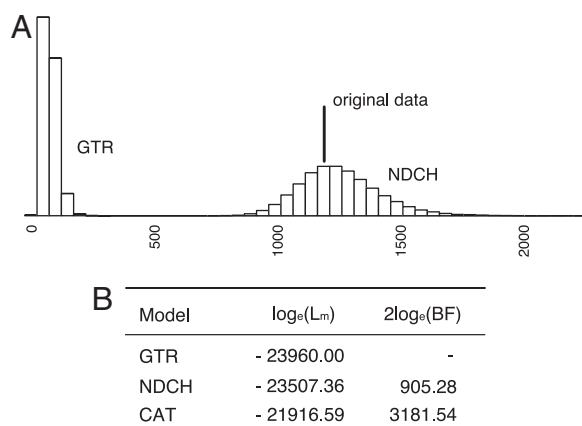 A
original data
GTR
NDCH
0 500 1000 1500 2000
B
Model logₑ(Lₘ) 2logₑ(BF)
GTR - 23960.00 -
NDCH - 23507.36 905.28
CAT - 21916.59 3181.54